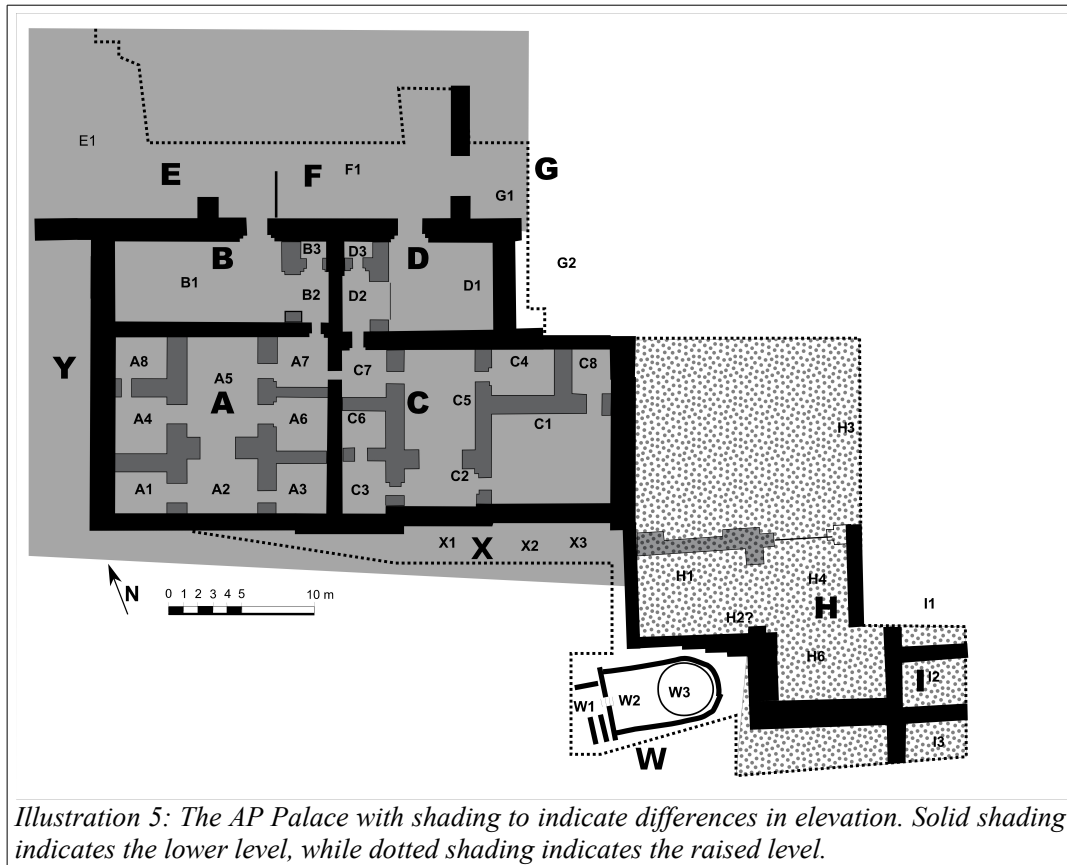 E1
E
F
F1
G
G1
G2
B
B1
B2
B3
D3
D
D2
D1
Y
A8
A5
A7
A
A4
A6
A1
A2
A3
C7
C4
C8
C5
C
C6
C1
C2
C3
H3
X1
X
X2
X3
N
0 1 2 3 4 5 10 m
H1
H4
H
H2?
I1
H6
I
I2
I3
W1
W2
W3
W
Illustration 5: The AP Palace with shading to indicate differences in elevation. Solid shading
indicates the lower level, while dotted shading indicates the raised level.